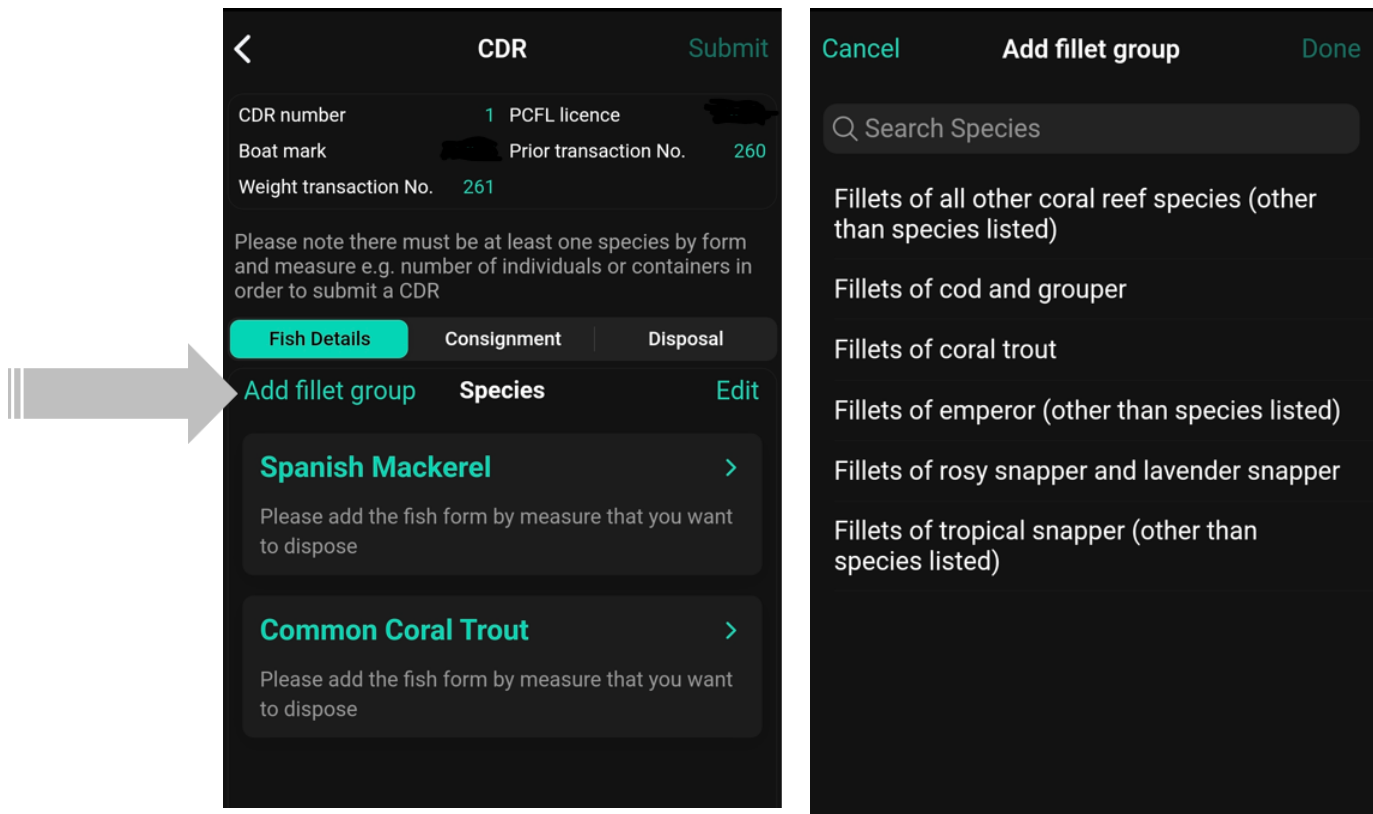 CDR
Submit
CDR number 1 PCFL licence
Boat mark Prior transaction No. 260
Weight transaction No. 261
Please note there must be at least one species by form
and measure e.g. number of individuals or containers in
order to submit a CDR
Fish Details Consignment Disposal
Add fillet group Species Edit
Spanish Mackerel
Please add the fish form by measure that you want
to dispose
Common Coral Trout
Please add the fish form by measure that you want
to dispose
Cancel Add fillet group Done
Search Species
Fillets of all other coral reef species (other
than species listed)
Fillets of cod and grouper
Fillets of coral trout
Fillets of emperor (other than species listed)
Fillets of rosy snapper and lavender snapper
Fillets of tropical snapper (other than
species listed)